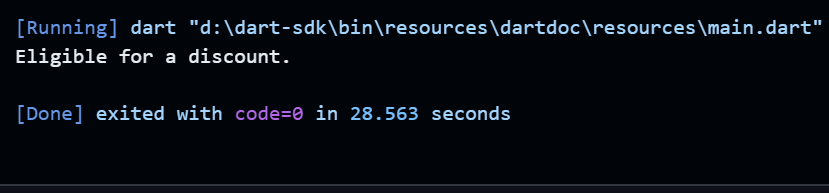 [Running] dart "d:\dart-sdk\bin\resources\dartdoc\resources\main.dart"
Eligible for a discount.
[Done] exited with code=0 in 28.563 seconds